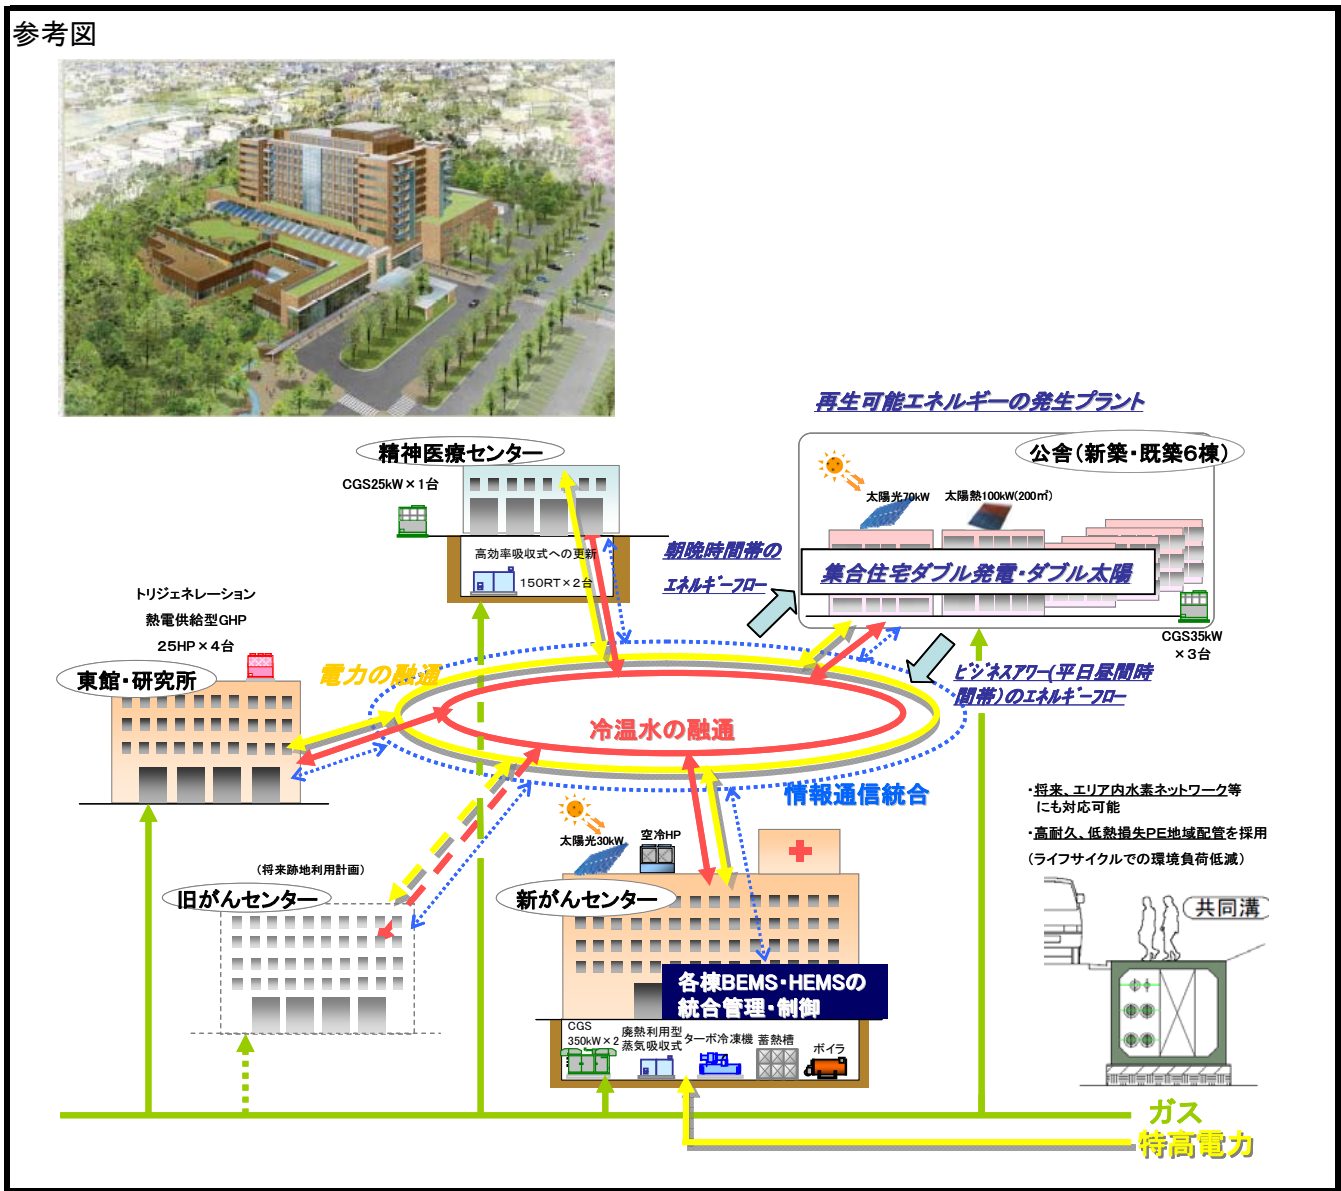 参考図
再生可能エネルギーの発生プラント
精神医療センター
公舎(新築・既築6棟)
CGS25kW×1台
太陽光70kW
太陽熱100kW(200㎡)
高効率吸収式への更新
150RT×2台
朝晩時間帯の
エネルギーフロー
集合住宅ダブル発電・ダブル太陽
トリジェネレーション
熱電供給型GHP
25HP×4台
CGS35kW
×3台
東館・研究所
電力の融通
ビジネスアワー(平日昼間時
間帯)のエネルギーフロー
冷温水の融通
情報通信統合
・将来、エリア内水素ネットワーク等
にも対応可能
・高耐久、低熱損失PE地域配管を採用
(ライフサイクルでの環境負荷低減)
太陽光30kW
空冷HP
(将来跡地利用計画)
旧がんセンター
新がんセンター
共同溝
各棟BEMS・HEMSの
統合管理・制御
CGS
350kW×2
廃熱利用型
蒸気吸収式
ターボ冷凍機
蓄熱槽
ボイラ
ガス
特高電力